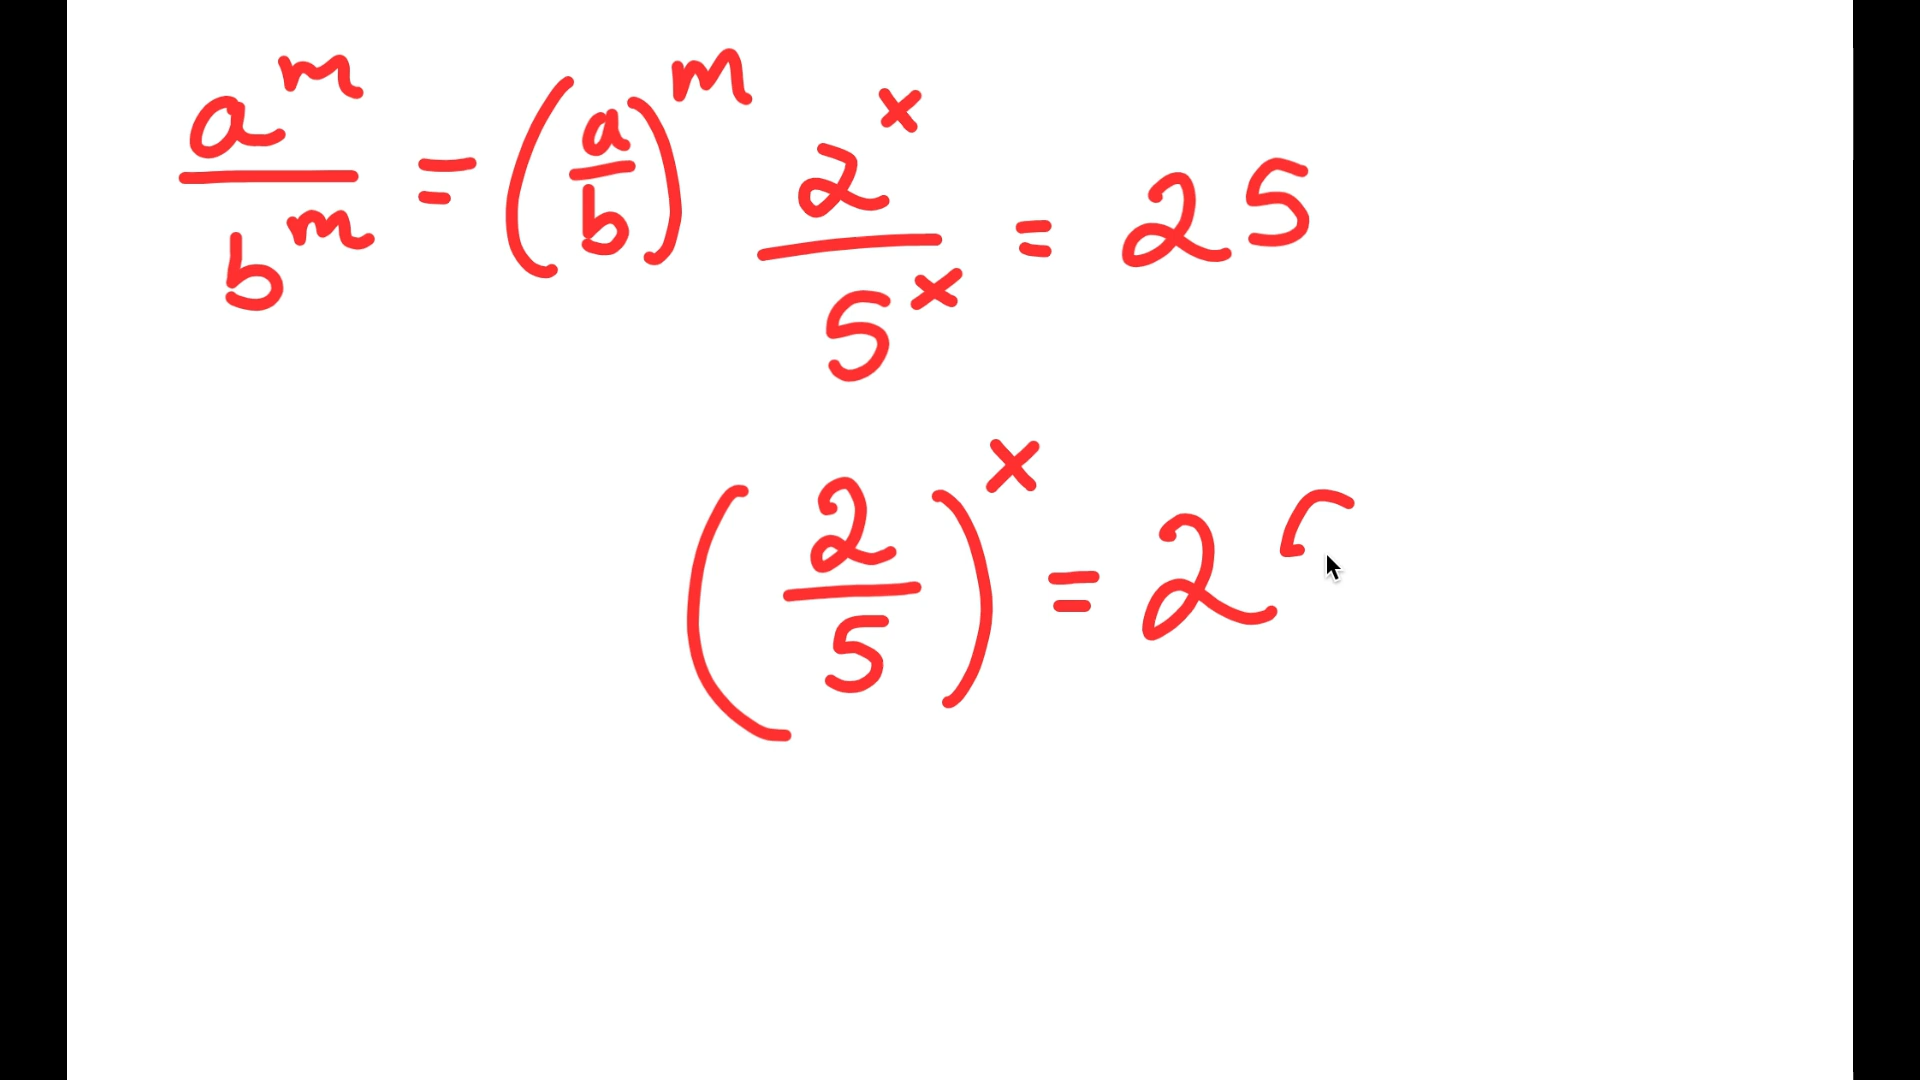 a^m/b^m = (a/b)^m 2^x/5^x = 25
(2/5)^x = 2